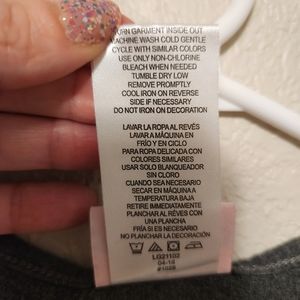 TURN GARMENT INSIDE OUT
MACHINE WASH COLD GENTLE
CYCLE WITH SIMILAR COLORS
USE ONLY NON-CHLORINE
BLEACH WHEN NEEDED
TUMBLE DRY LOW
REMOVE PROMPTLY
COOL IRON ON REVERSE
SIDE IF NECESSARY
DO NOT IRON ON DECORATION
LAVAR LA ROPA AL REVÉS
LAVAR A MÁQUINA EN
FRÍO Y EN CICLO
PARA ROPA DELICADA CON
COLORES SIMILARES
USAR SOLO BLANQUEADOR
SIN CLORO
CUANDO SEA NECESARIO
SECAR EN MÁQUINA A
TEMPERATURA BAJA
RETIRE IMMEDIATAMENTE
PLANCHAR AL RÉVES CON
UNA PLANCHA
FRÍA SI ES NECESARIO
NO PLANCHAR LA DECORACIÓN
LG21102
04-18
#1028